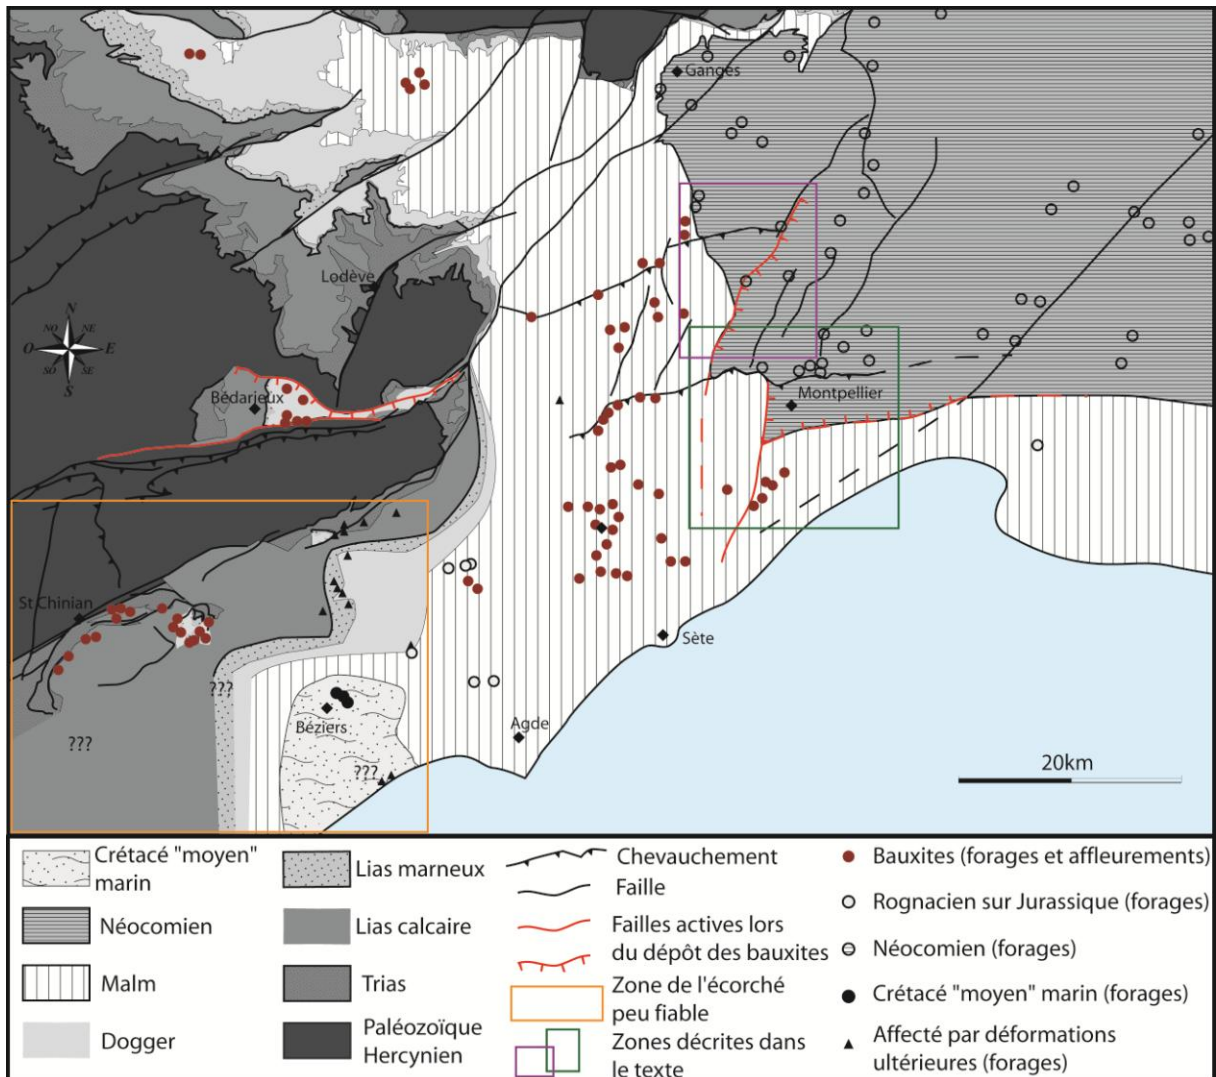 Ganges
Lodève
N
NO
NE
O
E
SO
SE
S
Bédarieux
Montpellier
St Chinian
Sète
???
Béziers
Agde
???
???
20km
Crétacé "moyen"
marin
Néocomien
Malm
Dogger
Lias marneux
Lias calcaire
Trias
Paléozoïque
Hercynien
Chevauchement
Faille
Failles actives lors
du dépôt des bauxites
Zone de l'écorché
peu fiable
Zones décrites dans
le texte
Bauxites (forages et affleurements)
Rognacien sur Jurassique (forages)
Néocomien (forages)
Crétacé "moyen" marin (forages)
Affecté par déformations
ultérieures (forages)